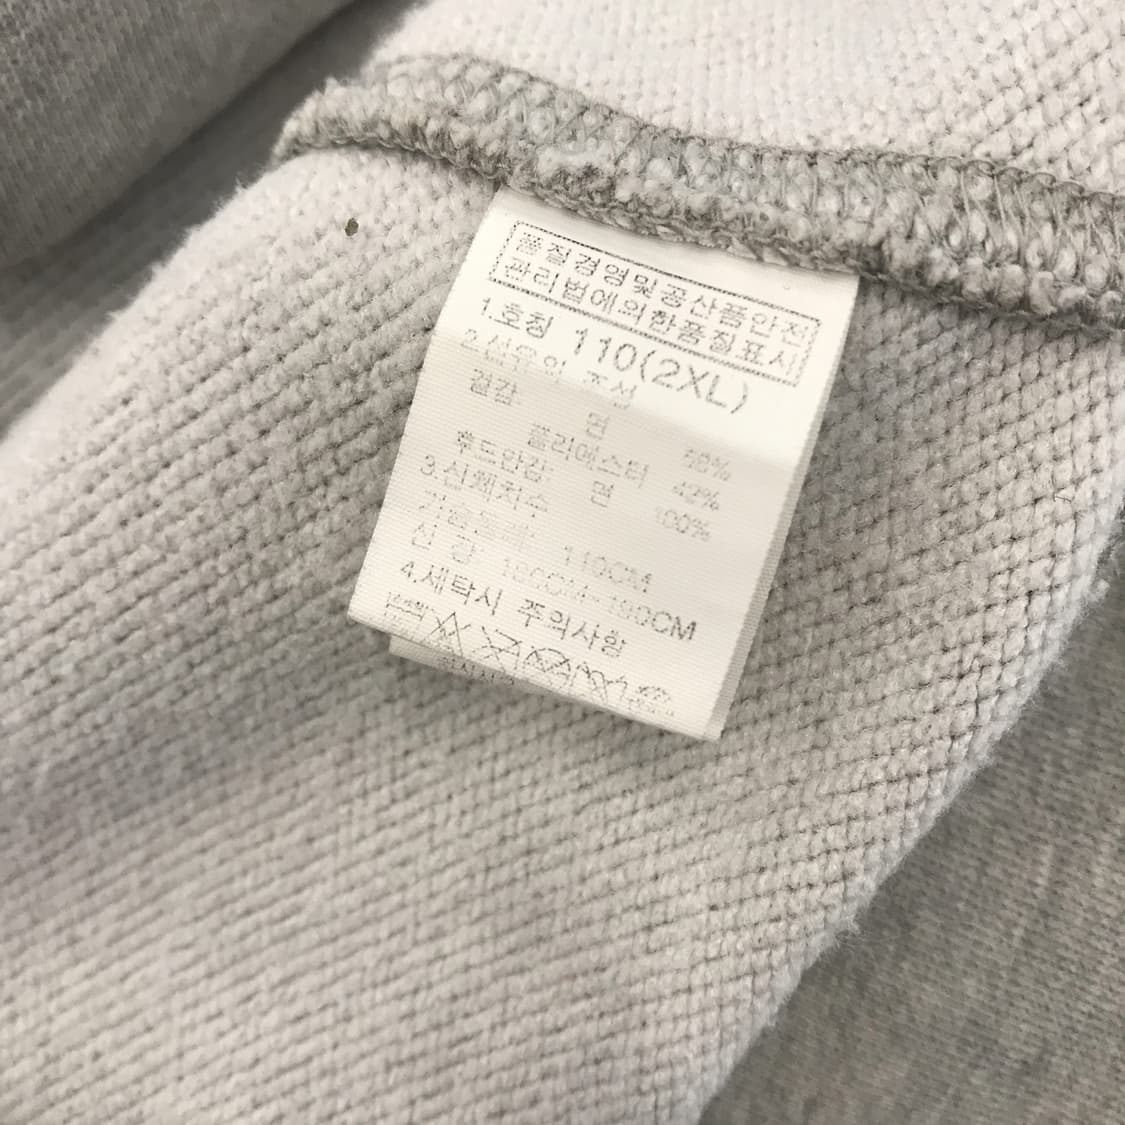 품질경영및공산품안전
관리법에의한품질표시
1.호칭 110(2XL)
2.섬유의 조성
겉감: 면
폴리에스터 42%
후드안감: 면 100%
3.신체치수
가슴둘레: 110CM
신 장: 190CM
4.세탁시 주의사항